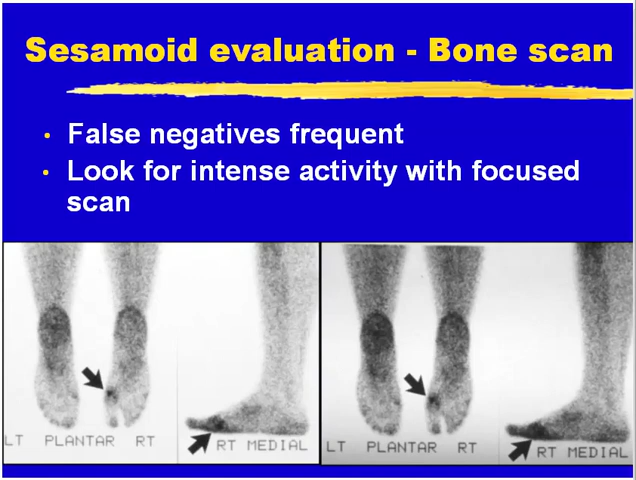 Sesamoid evaluation - Bone scan
• False negatives frequent
• Look for intense activity with focused
scan
LT PLANTAR RT
RT MEDIAL
LT PLANTAR RT
RT MEDIAL